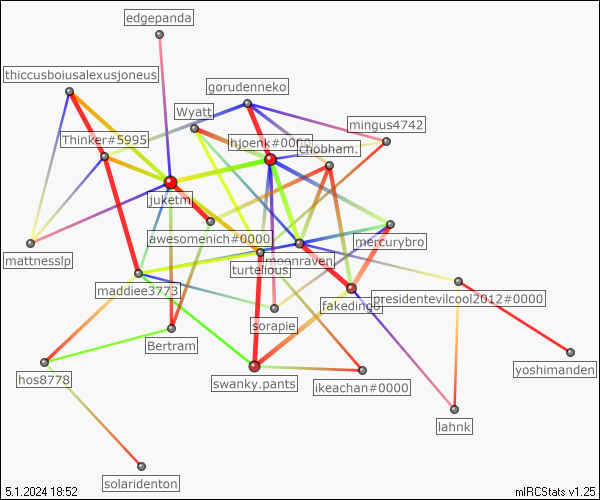 edgepanda
thiccusboiusalexusjoneus
gorudenneko
Wyatt
mingus4742
Thinker#5995
hjoenk#0000
chobham.
juketm
awesomenich#0000
mercurybro
mattnesslp
turtelious
maddiee3773
fakedingo
presidentevilcool2012#0000
sorapie
Bertram
yoshimanden
hos8778
swanky.pants
ikeachan#0000
lahnk
solaridenton
5.1.2024 18:52
mIRCStats v1.25